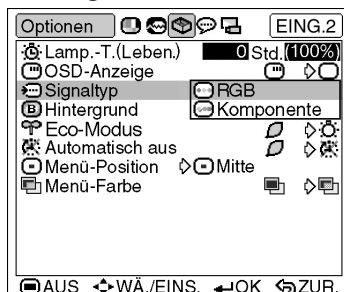 Optionen EING.2
Lamp.-T.(Leben.) 0 Std.(100%)
OSD-Anzeige
Signaltyp RGB
Hintergrund Komponente
Eco-Modus
Automatisch aus
Menü-Position Mitte
Menü-Farbe
AUS WÄ./EINS. OK ZUR.